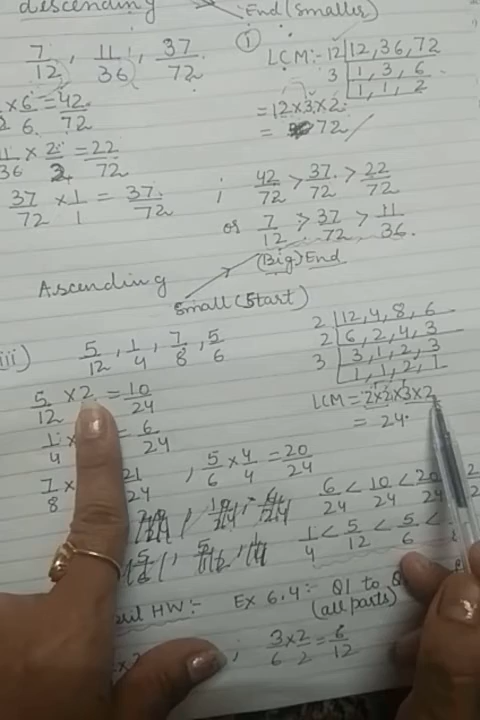 descending
End (Smaller)
7/12 , 11/36 , 37/72
① LCM:- 12 | 12, 36, 72
3 | 1, 3, 6
1, 1, 2
= 12×3×2
= 72
×6/6 = 42/72
11/36 × 2/2 = 22/72
37/72 × 1/1 = 37/72 ; 42/72 > 37/72 > 22/72
or 7/12 > 37/72 > 11/36.
(Big) End
Ascending
Small (Start)
iii) 5/12 , 1/4 , 7/8 , 5/6
2 | 12, 4, 8, 6
2 | 6, 2, 4, 3
3 | 3, 1, 2, 3
1, 1, 2, 1
LCM = 2×2×3×2
= 24.
5/12 × 2 = 10/24
1/4 × = 6/24
7/8 × 21/24 , 5/6 × 4/4 = 20/24
6/24 < 10/24 < 20/24
1/4 < 5/12 < 5/6 <
HW:- Ex 6.4:- Q1 to
(all parts)
; 3×2/6 2 = 6/12